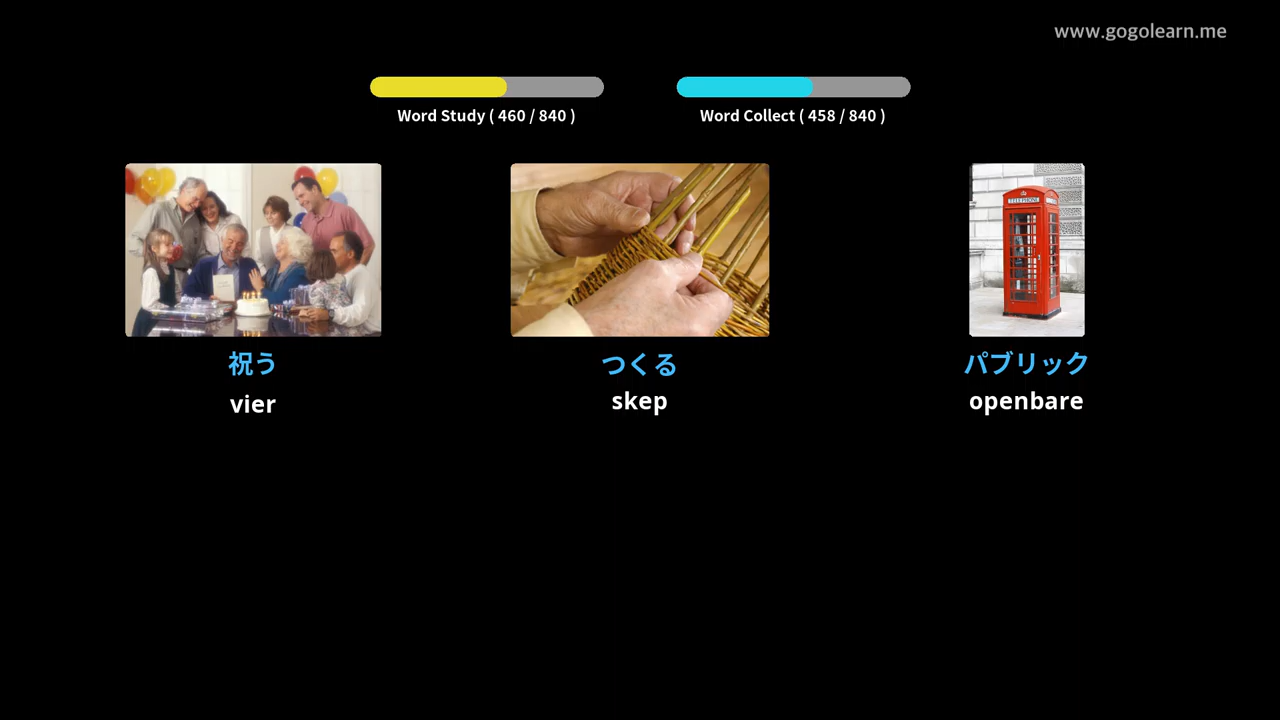 www.gogolearn.me
Word Study ( 460 / 840 )
Word Collect ( 458 / 840 )
TELEPHONE
祝う
つくる
パブリック
vier
skep
openbare